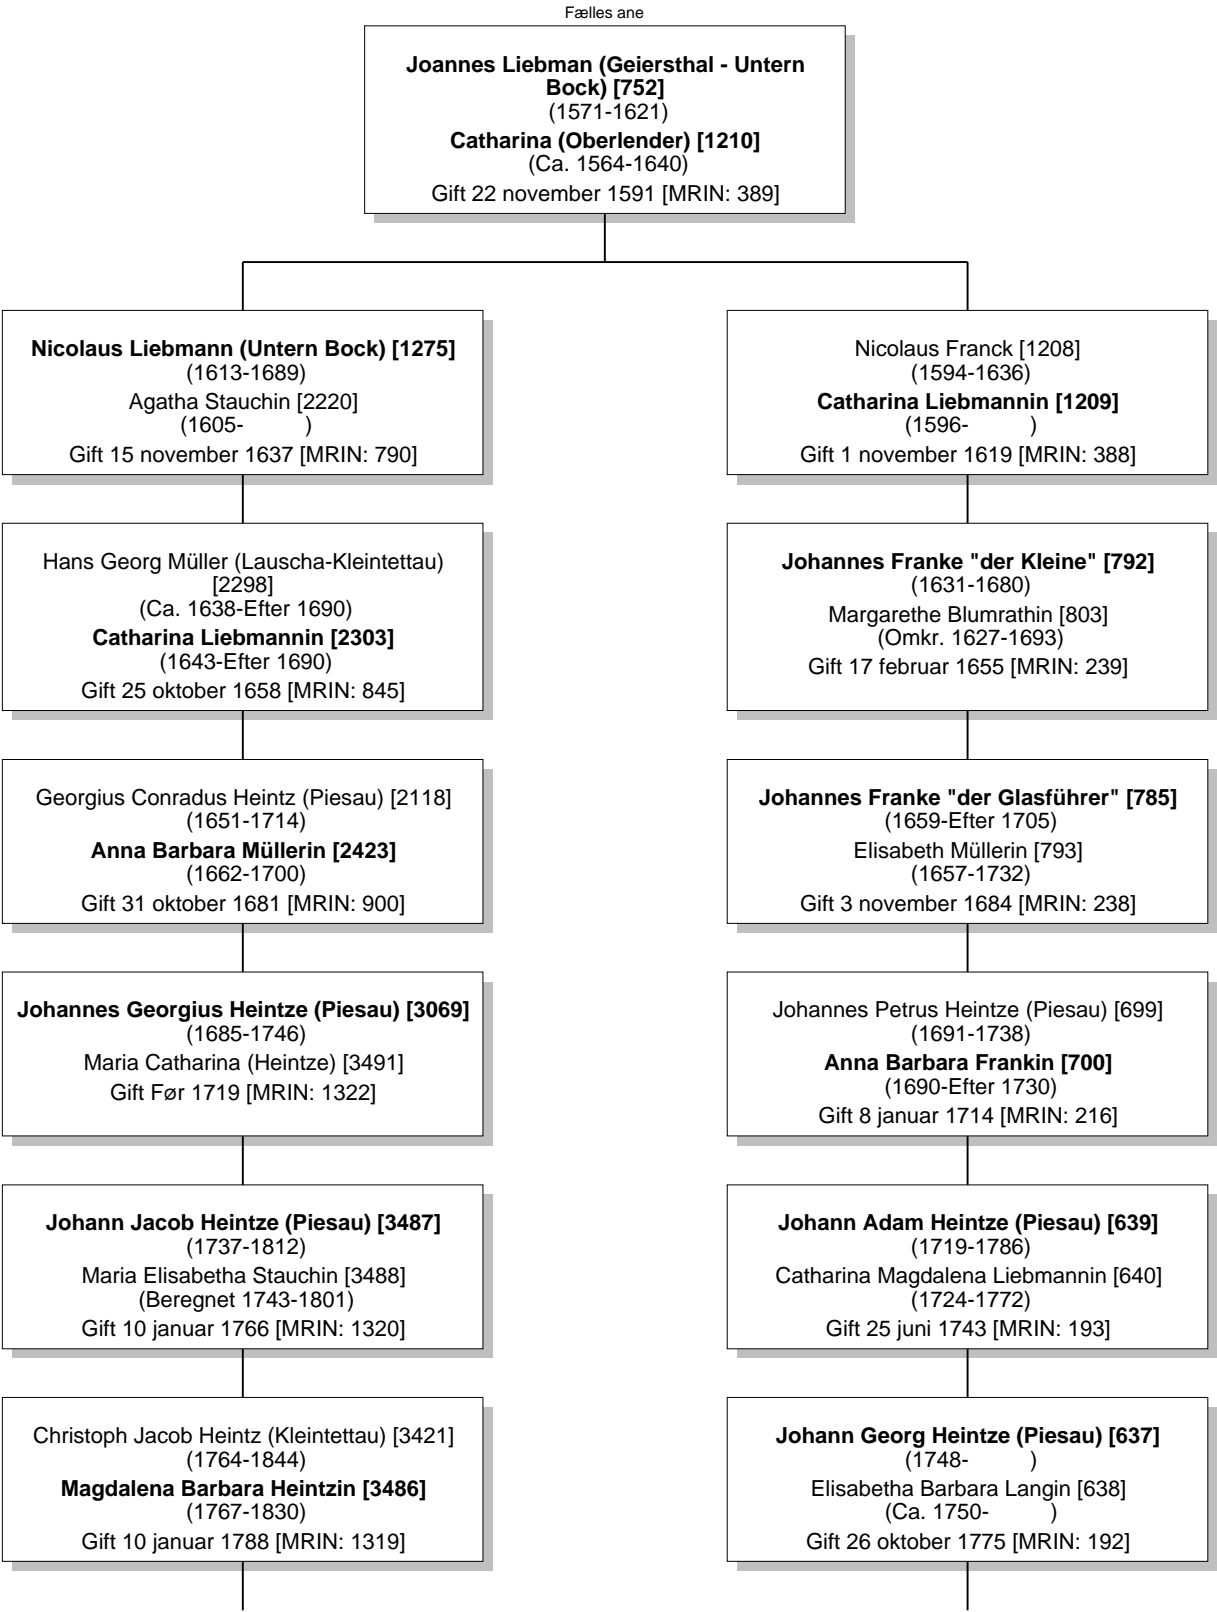 Fælles ane
Joannes Liebman (Geiersthal - Untern
Bock) [752]
(1571-1621)
Catharina (Oberlender) [1210]
(Ca. 1564-1640)
Gift 22 november 1591 [MRIN: 389]
Nicolaus Liebmann (Untern Bock) [1275]
(1613-1689)
Agatha Stauchin [2220]
(1605- )
Gift 15 november 1637 [MRIN: 790]
Nicolaus Franck [1208]
(1594-1636)
Catharina Liebmannin [1209]
(1596- )
Gift 1 november 1619 [MRIN: 388]
Hans Georg Müller (Lauscha-Kleintettau)
[2298]
(Ca. 1638-Efter 1690)
Catharina Liebmannin [2303]
(1643-Efter 1690)
Gift 25 oktober 1658 [MRIN: 845]
Johannes Franke "der Kleine" [792]
(1631-1680)
Margarethe Blumrathin [803]
(Omkr. 1627-1693)
Gift 17 februar 1655 [MRIN: 239]
Georgius Conradus Heintz (Piesau) [2118]
(1651-1714)
Anna Barbara Müllerin [2423]
(1662-1700)
Gift 31 oktober 1681 [MRIN: 900]
Johannes Franke "der Glasführer" [785]
(1659-Efter 1705)
Elisabeth Müllerin [793]
(1657-1732)
Gift 3 november 1684 [MRIN: 238]
Johannes Georgius Heintze (Piesau) [3069]
(1685-1746)
Maria Catharina (Heintze) [3491]
Gift Før 1719 [MRIN: 1322]
Johannes Petrus Heintze (Piesau) [699]
(1691-1738)
Anna Barbara Frankin [700]
(1690-Efter 1730)
Gift 8 januar 1714 [MRIN: 216]
Johann Jacob Heintze (Piesau) [3487]
(1737-1812)
Maria Elisabetha Stauchin [3488]
(Beregnet 1743-1801)
Gift 10 januar 1766 [MRIN: 1320]
Johann Adam Heintze (Piesau) [639]
(1719-1786)
Catharina Magdalena Liebmannin [640]
(1724-1772)
Gift 25 juni 1743 [MRIN: 193]
Christoph Jacob Heintz (Kleintettau) [3421]
(1764-1844)
Magdalena Barbara Heintzin [3486]
(1767-1830)
Gift 10 januar 1788 [MRIN: 1319]
Johann Georg Heintze (Piesau) [637]
(1748- )
Elisabetha Barbara Langin [638]
(Ca. 1750- )
Gift 26 oktober 1775 [MRIN: 192]